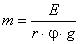 m = E / (r · φ · g)